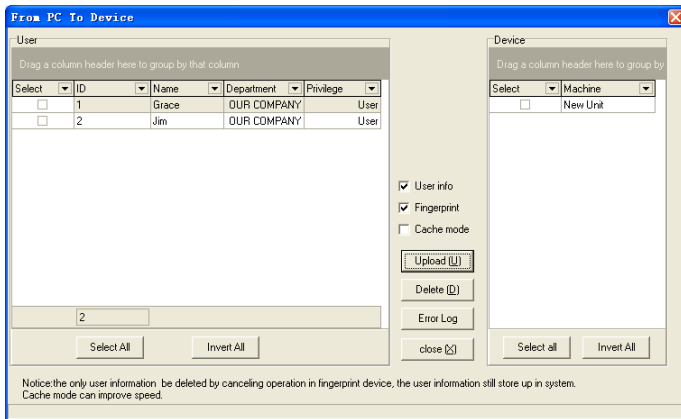 From PC To Device
User
Drag a column header here to group by that column
Select ID Name Department Privilege
1 Grace OUR COMPANY User
2 Jim OUR COMPANY User
2
Select All Invert All
User info
Fingerprint
Cache mode
Upload (U)
Delete (D)
Error Log
close (X)
Device
Drag a column header here to group by
Select Machine
New Unit
Select all Invert All
Notice:the only user information be deleted by canceling operation in fingerprint device, the user information still store up in system.
Cache mode can improve speed.